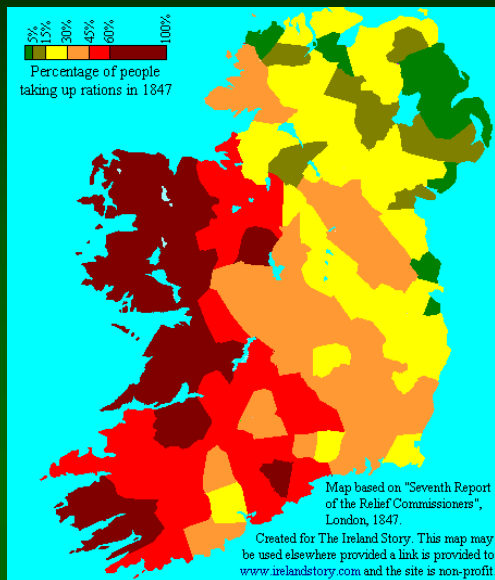 5%
15%
30%
45%
60%
100%
Percentage of people
taking up rations in 1847
Map based on "Seventh Report
of the Relief Commissioners",
London, 1847.
Created for The Ireland Story. This map may
be used elsewhere provided a link is provided to
www.irelandstory.com and the site is non-profit